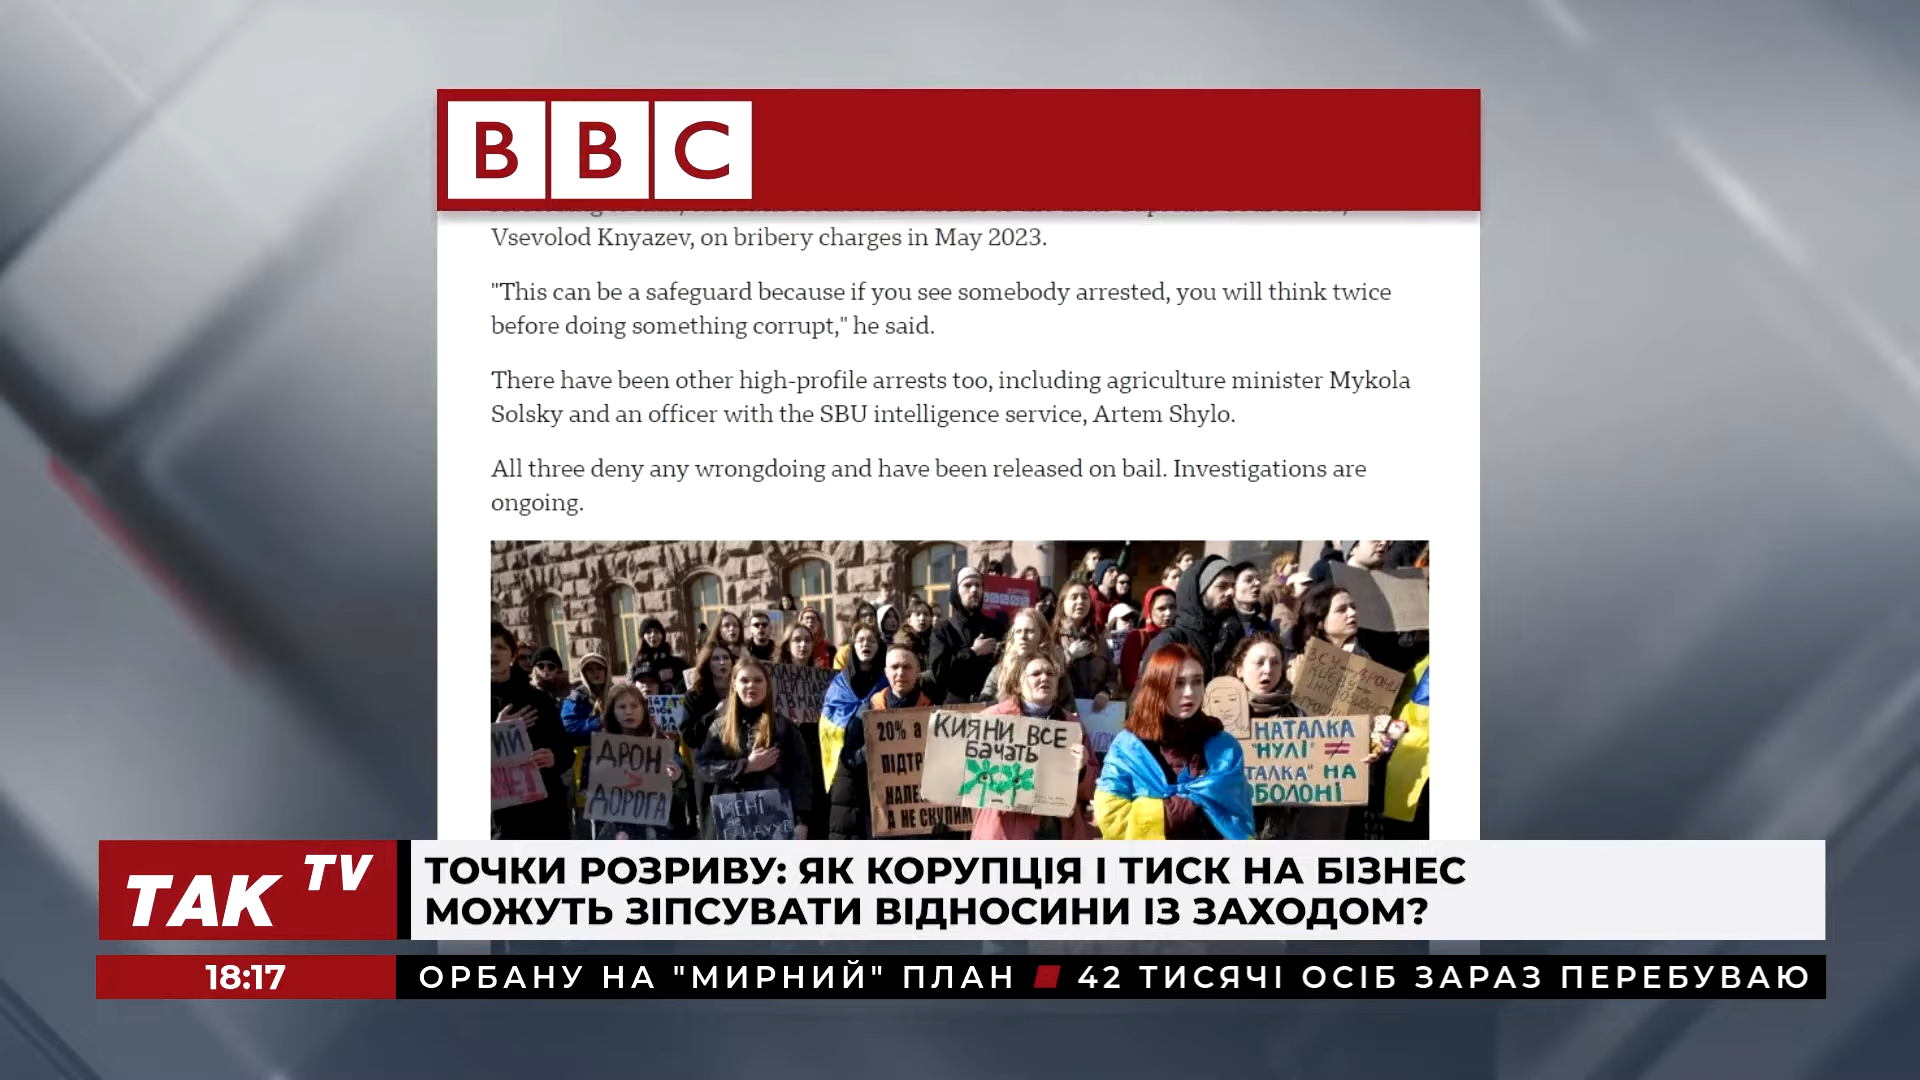 BBC
Vsevolod Knyazev, on bribery charges in May 2023.
"This can be a safeguard because if you see somebody arrested, you will think twice
before doing something corrupt," he said.
There have been other high-profile arrests too, including agriculture minister Mykola
Solsky and an officer with the SBU intelligence service, Artem Shylo.
All three deny any wrongdoing and have been released on bail. Investigations are
ongoing.
ДРОН
>
ДОРОГА
МЕНІ
20% а
КИЯНИ ВСЕ
бачать
А НЕ СКУПИМ
НАТАЛКА
"НУЛІ" ≠
ТАЛКА" НА
ОБОЛОНІ
ТАК TV
ТОЧКИ РОЗРИВУ: ЯК КОРУПЦІЯ І ТИСК НА БІЗНЕС
МОЖУТЬ ЗІПСУВАТИ ВІДНОСИНИ ІЗ ЗАХОДОМ?
18:17
ОРБАНУ НА "МИРНИЙ" ПЛАН 42 ТИСЯЧІ ОСІБ ЗАРАЗ ПЕРЕБУВАЮ